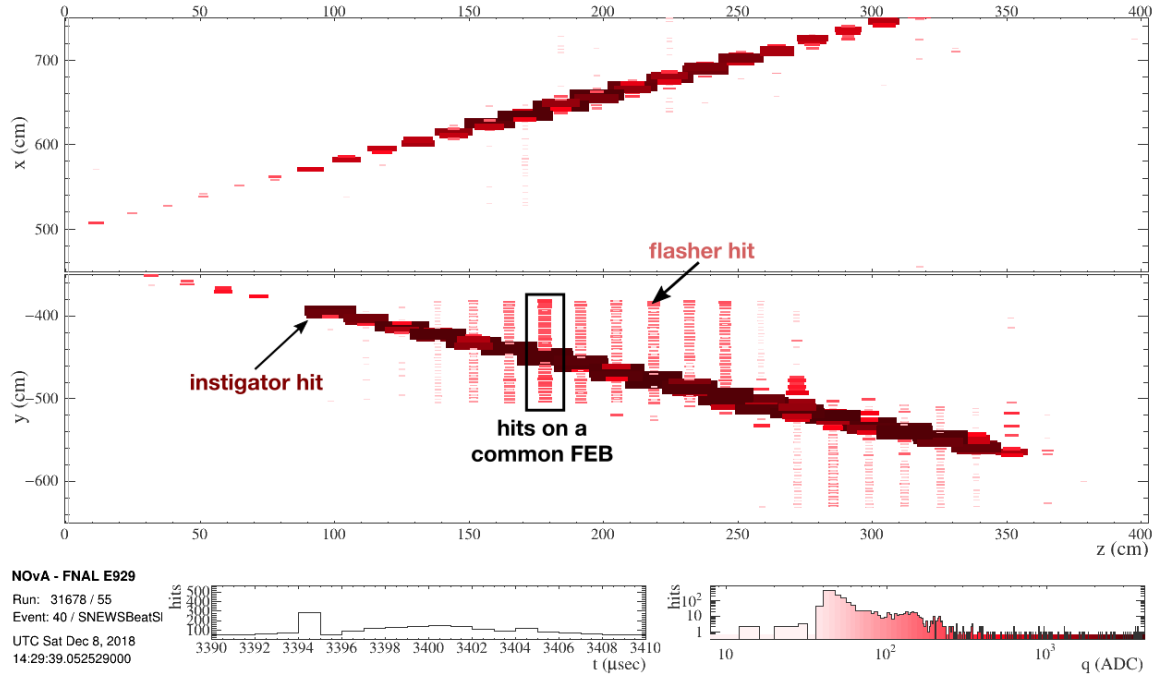 0 50 100 150 200 250 300 350 400
x (cm)
700
600
500
flasher hit
−400
instigator hit
y (cm)
−500
hits on a
common FEB
−600
0 50 100 150 200 250 300 350 400
z (cm)
NOvA - FNAL E929
Run: 31678 / 55
Event: 40 / SNEWSBeatSl
UTC Sat Dec 8, 2018
14:29:39.052529000
hits
500
400
300
200
100
3390 3392 3394 3396 3398 3400 3402 3404 3406 3408 3410
t (μsec)
hits
10²
10
1
10 10² 10³
q (ADC)